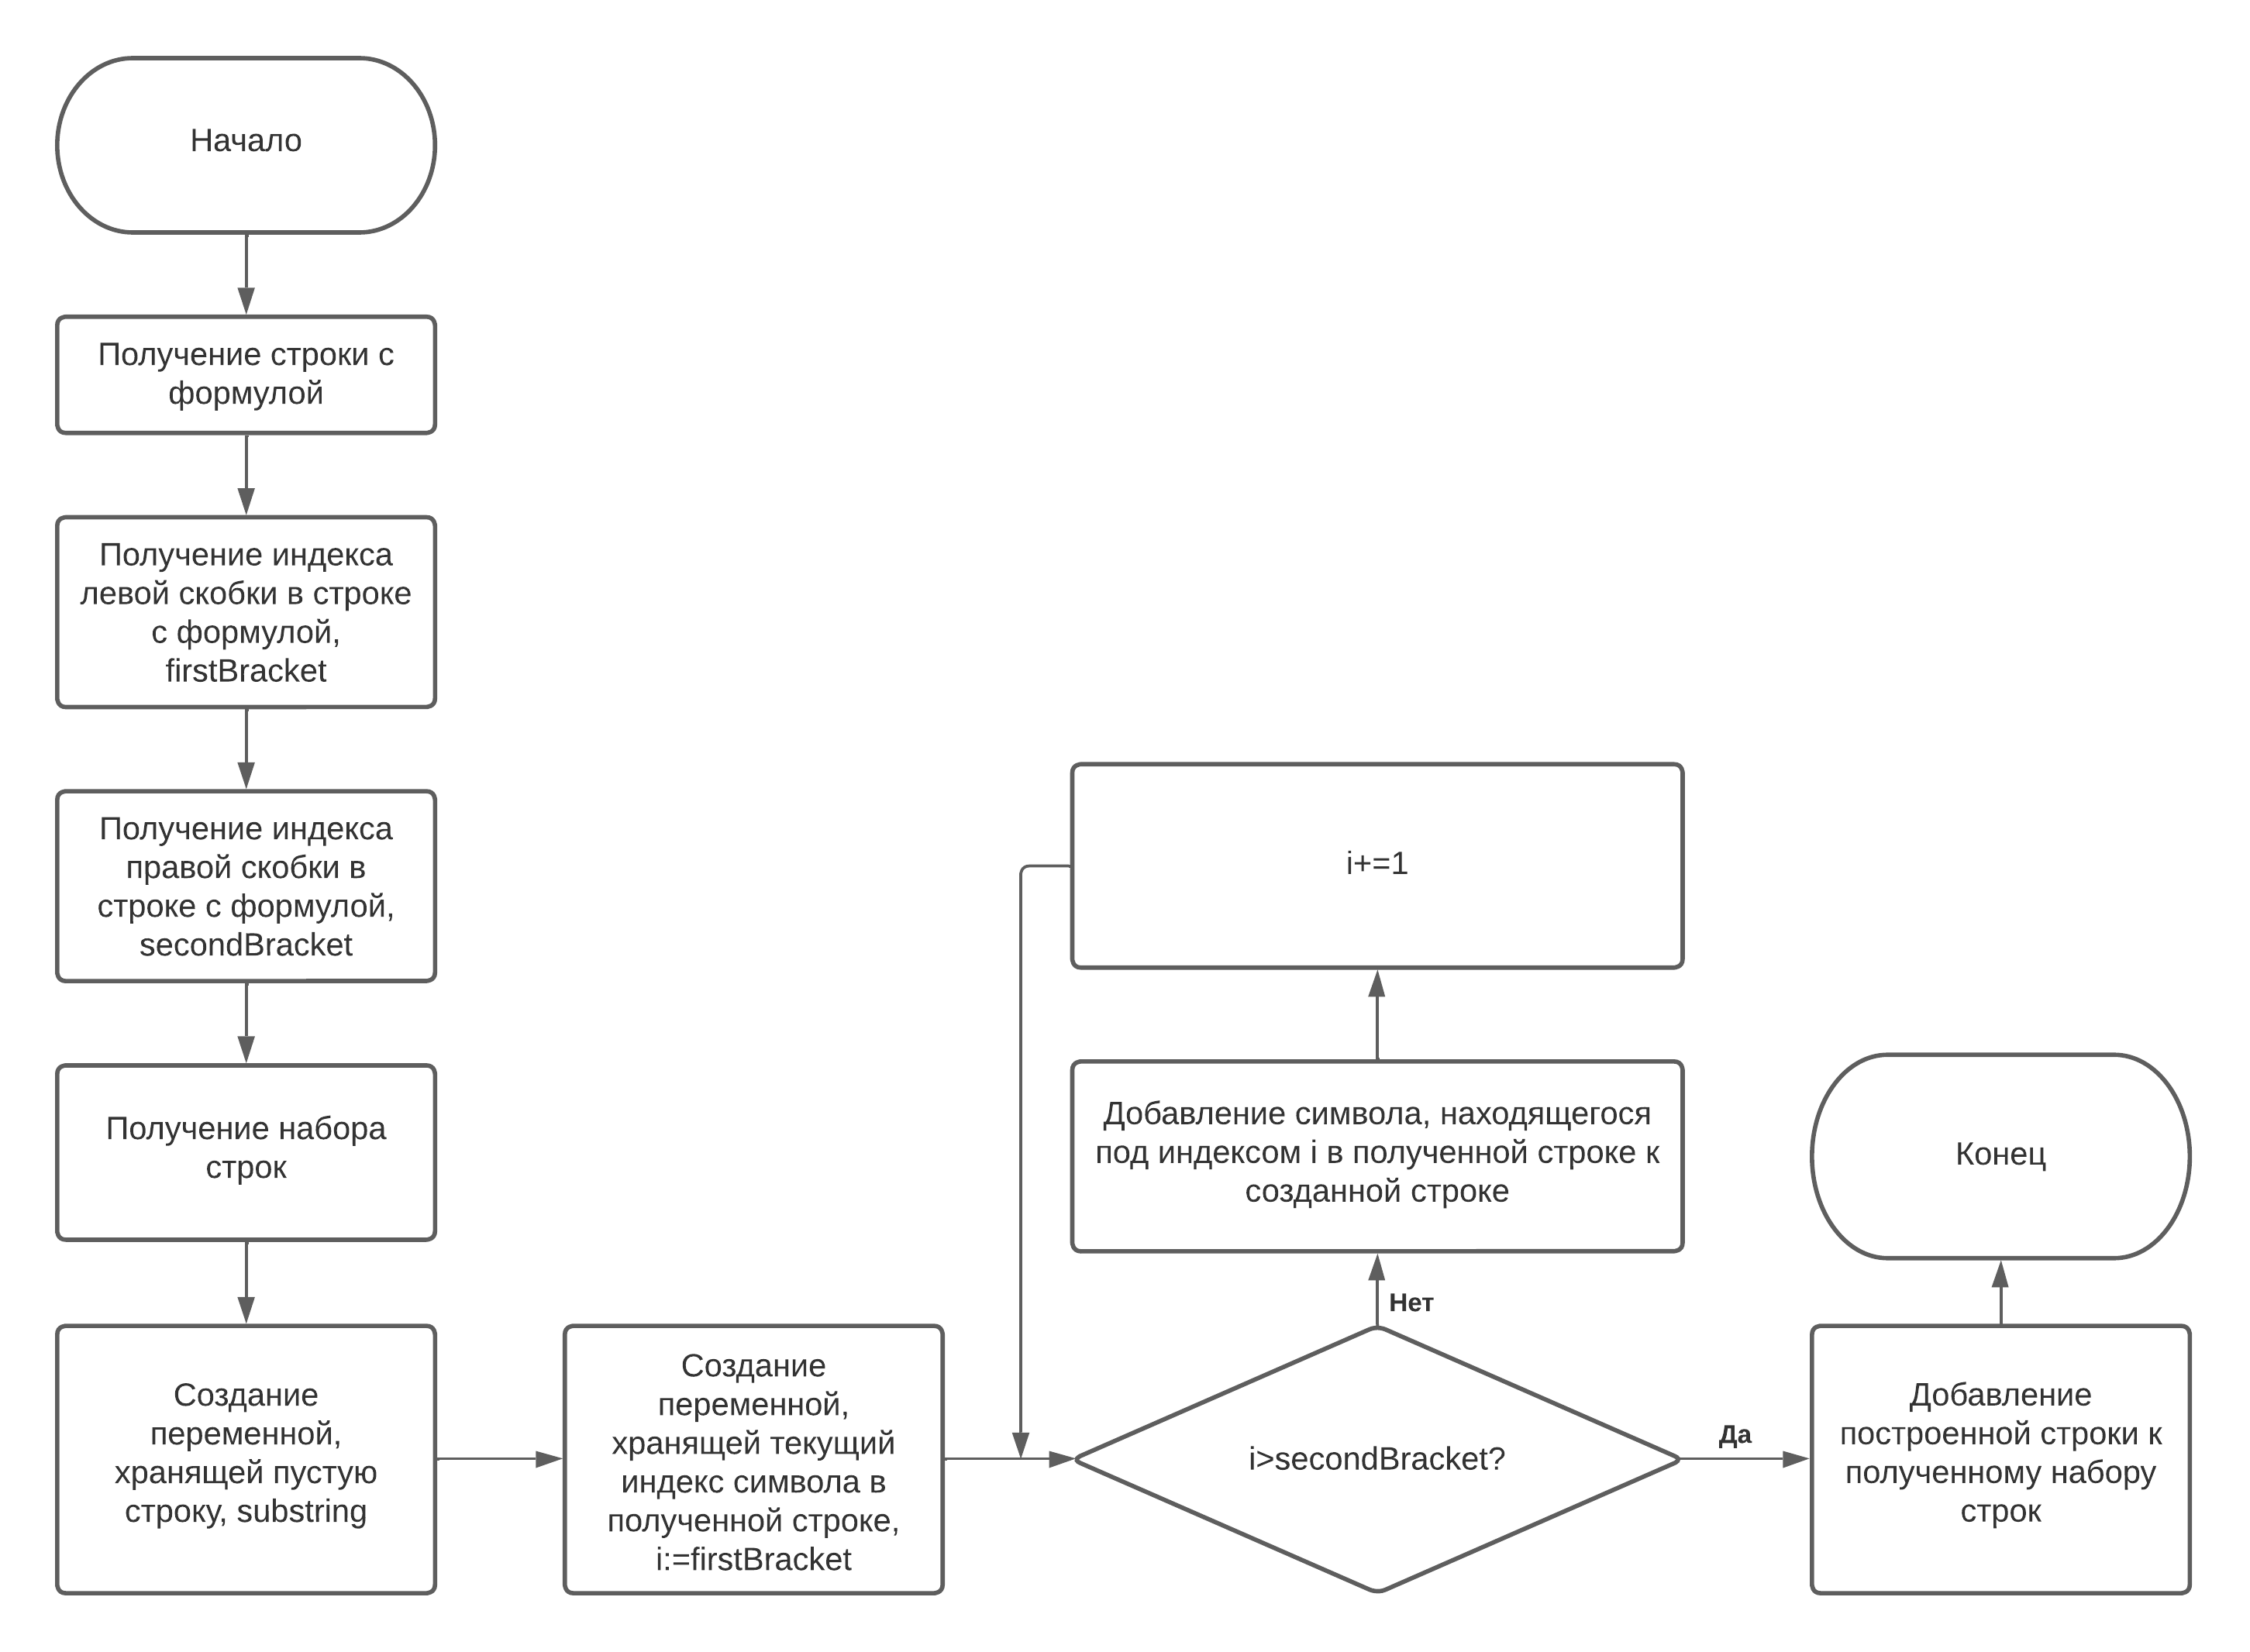 Начало
Получение строки с
формулой
Получение индекса
левой скобки в строке
с формулой,
firstBracket
Получение индекса
правой скобки в
строке с формулой,
secondBracket
Получение набора
строк
Создание
переменной,
хранящей пустую
строку, substring
Создание
переменной,
хранящей текущий
индекс символа в
полученной строке,
i:=firstBracket
i>secondBracket?
Нет
Добавление символа, находящегося
под индексом i в полученной строке к
созданной строке
i+=1
Да
Добавление
построенной строки к
полученному набору
строк
Конец